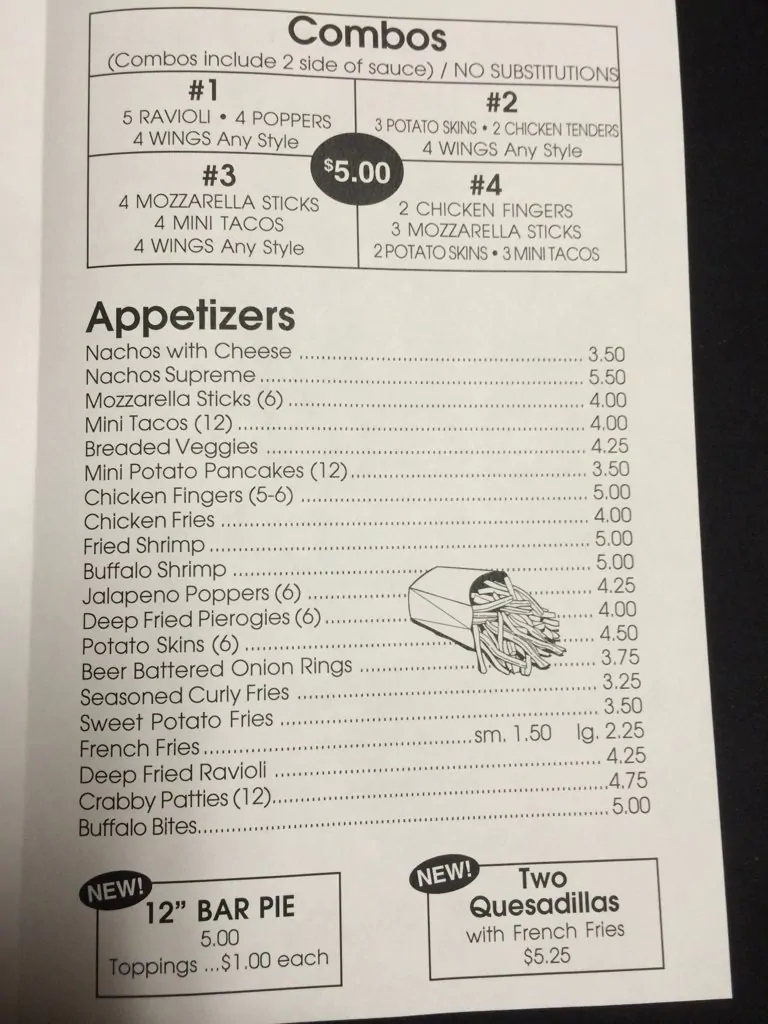 Combos
(Combos include 2 side of sauce) / NO SUBSTITUTIONS
#1
5 RAVIOLI • 4 POPPERS
4 WINGS Any Style
#2
3 POTATO SKINS • 2 CHICKEN TENDERS
4 WINGS Any Style
$5.00
#3
4 MOZZARELLA STICKS
4 MINI TACOS
4 WINGS Any Style
#4
2 CHICKEN FINGERS
3 MOZZARELLA STICKS
2 POTATO SKINS • 3 MINI TACOS
Appetizers
Nachos with Cheese ........ 3.50
Nachos Supreme ........ 5.50
Mozzarella Sticks (6) ........ 4.00
Mini Tacos (12) ........ 4.00
Breaded Veggies ........ 4.25
Mini Potato Pancakes (12) ........ 3.50
Chicken Fingers (5-6) ........ 5.00
Chicken Fries ........ 4.00
Fried Shrimp ........ 5.00
Buffalo Shrimp ........ 5.00
Jalapeno Poppers (6) ........ 4.25
Deep Fried Pierogies (6) ........ 4.00
Potato Skins (6) ........ 4.50
Beer Battered Onion Rings ........ 3.75
Seasoned Curly Fries ........ 3.25
Sweet Potato Fries ........ 3.50
French Fries ........ sm. 1.50 lg. 2.25
Deep Fried Ravioli ........ 4.25
Crabby Patties (12) ........ 4.75
Buffalo Bites ........ 5.00
NEW!
12" BAR PIE
5.00
Toppings ...$1.00 each
NEW!
Two
Quesadillas
with French Fries
$5.25